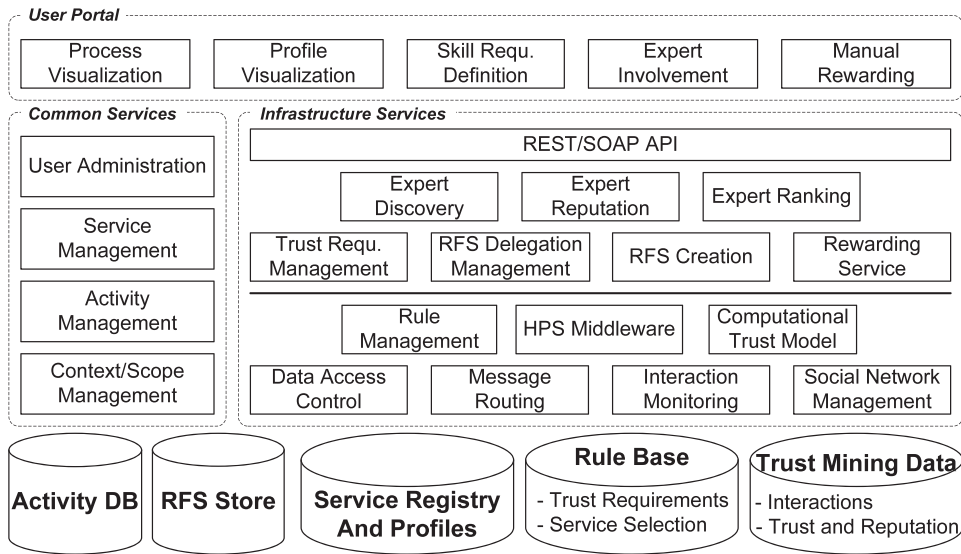 User Portal
Process
Visualization
Profile
Visualization
Skill Requ.
Definition
Expert
Involvement
Manual
Rewarding
Common Services
User Administration
Service
Management
Activity
Management
Context/Scope
Management
Infrastructure Services
REST/SOAP API
Expert
Discovery
Expert
Reputation
Expert Ranking
Trust Requ.
Management
RFS Delegation
Management
RFS Creation
Rewarding
Service
Rule
Management
HPS Middleware
Computational
Trust Model
Data Access
Control
Message
Routing
Interaction
Monitoring
Social Network
Management
Activity DB
RFS Store
Service Registry
And Profiles
Rule Base
- Trust Requirements
- Service Selection
Trust Mining Data
- Interactions
- Trust and Reputation